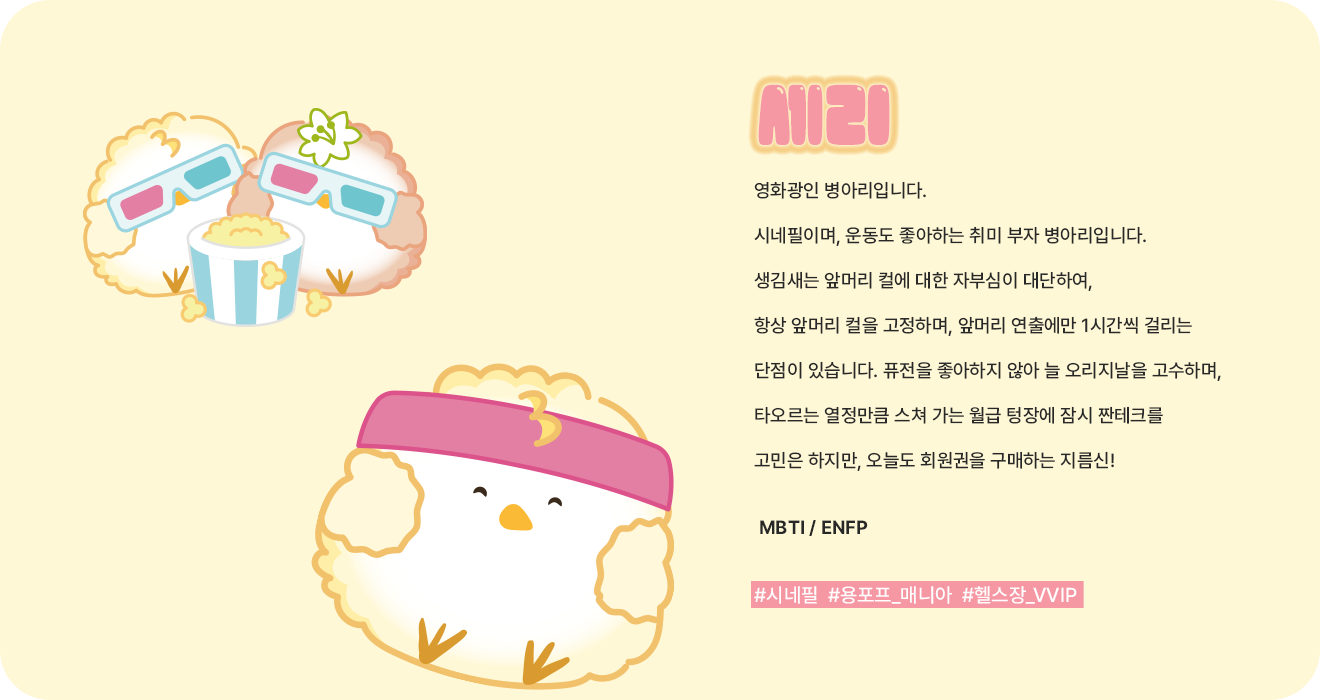 세리
영화광인 병아리입니다.
시네필이며, 운동도 좋아하는 취미 부자 병아리입니다.
생김새는 앞머리 컬에 대한 자부심이 대단하여,
항상 앞머리 컬을 고정하며, 앞머리 연출에만 1시간씩 걸리는
단점이 있습니다. 퓨전을 좋아하지 않아 늘 오리지날을 고수하며,
타오르는 열정만큼 스쳐 가는 월급 텅장에 잠시 짠테크를
고민은 하지만, 오늘도 회원권을 구매하는 지름신!
MBTI / ENFP
#시네필 #용포프_매니아 #헬스장_VVIP